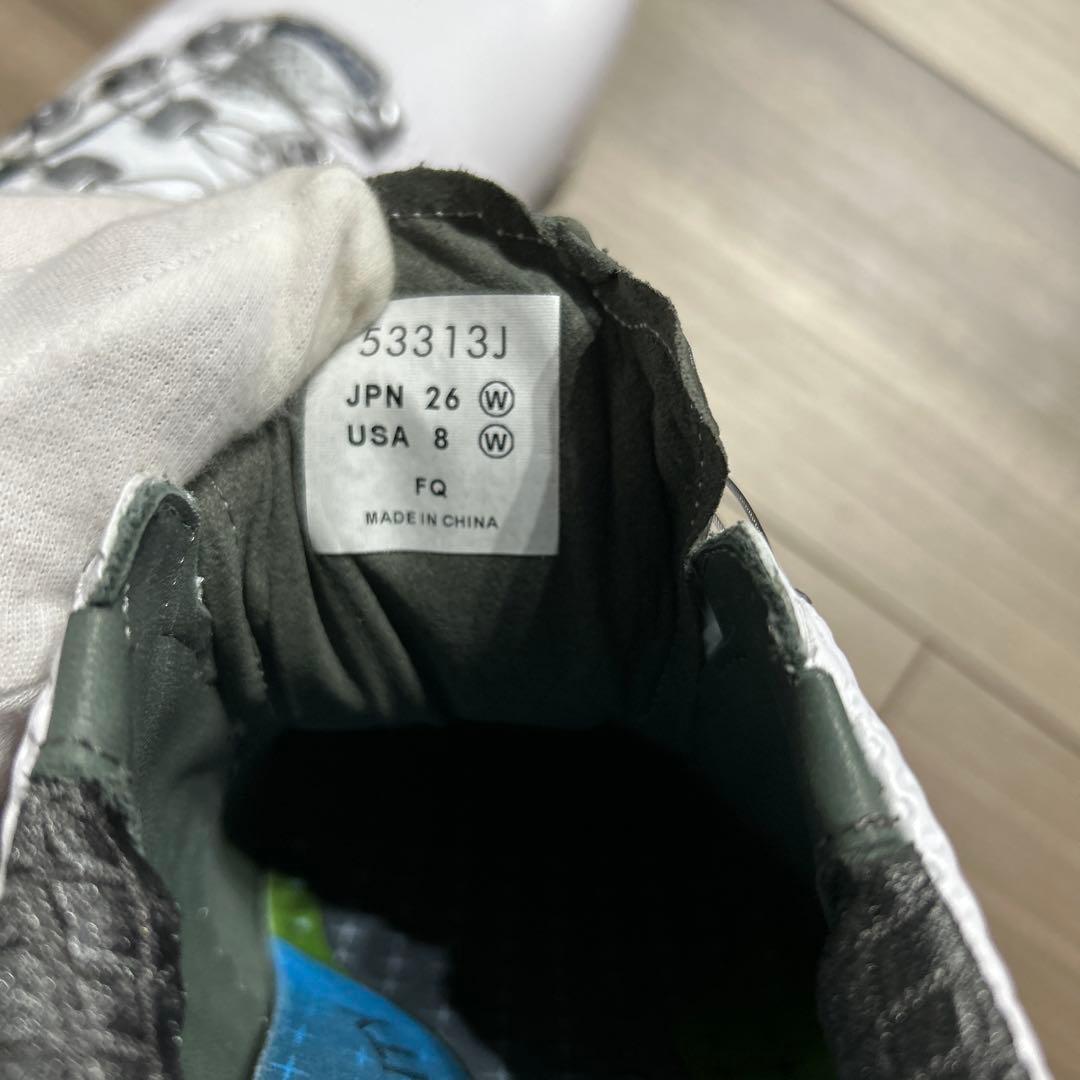 53313J
JPN 26 Ⓦ
USA 8 Ⓦ
FQ
MADE IN CHINA